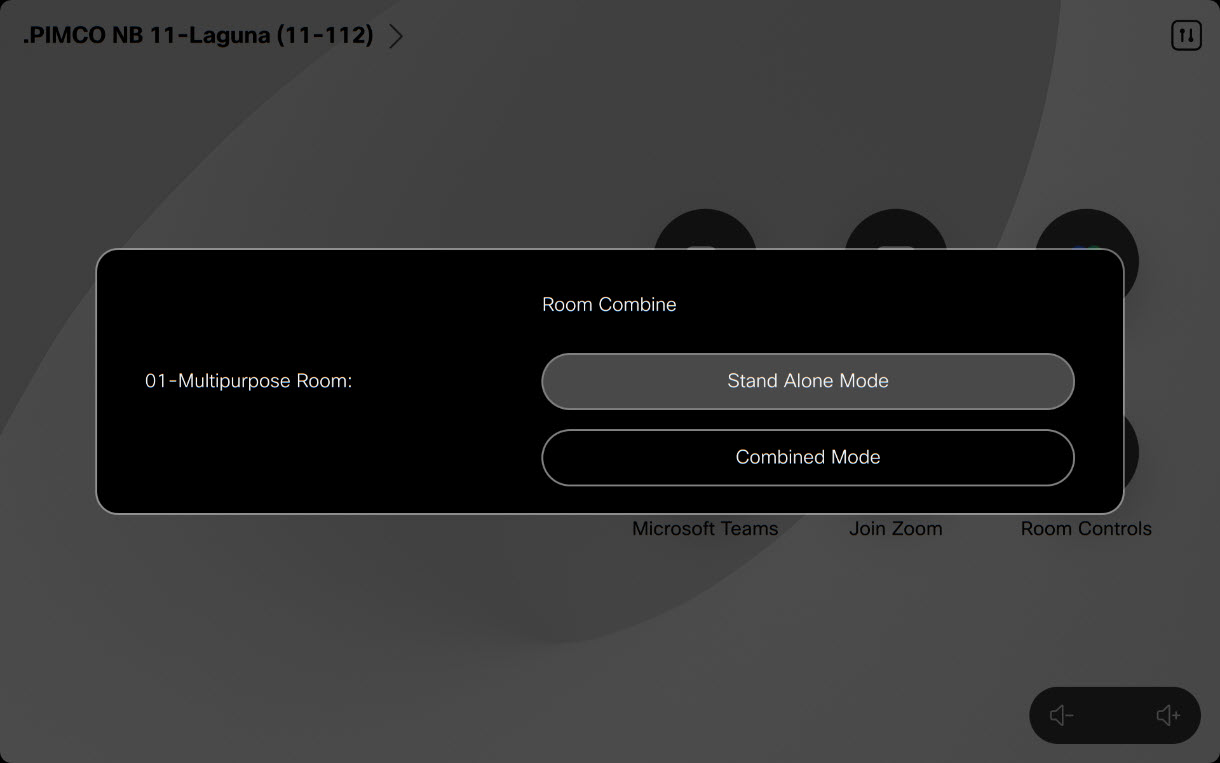 .PIMCO NB 11-Laguna (11-112)
Room Combine
01-Multipurpose Room:
Stand Alone Mode
Combined Mode
Microsoft Teams
Join Zoom
Room Controls